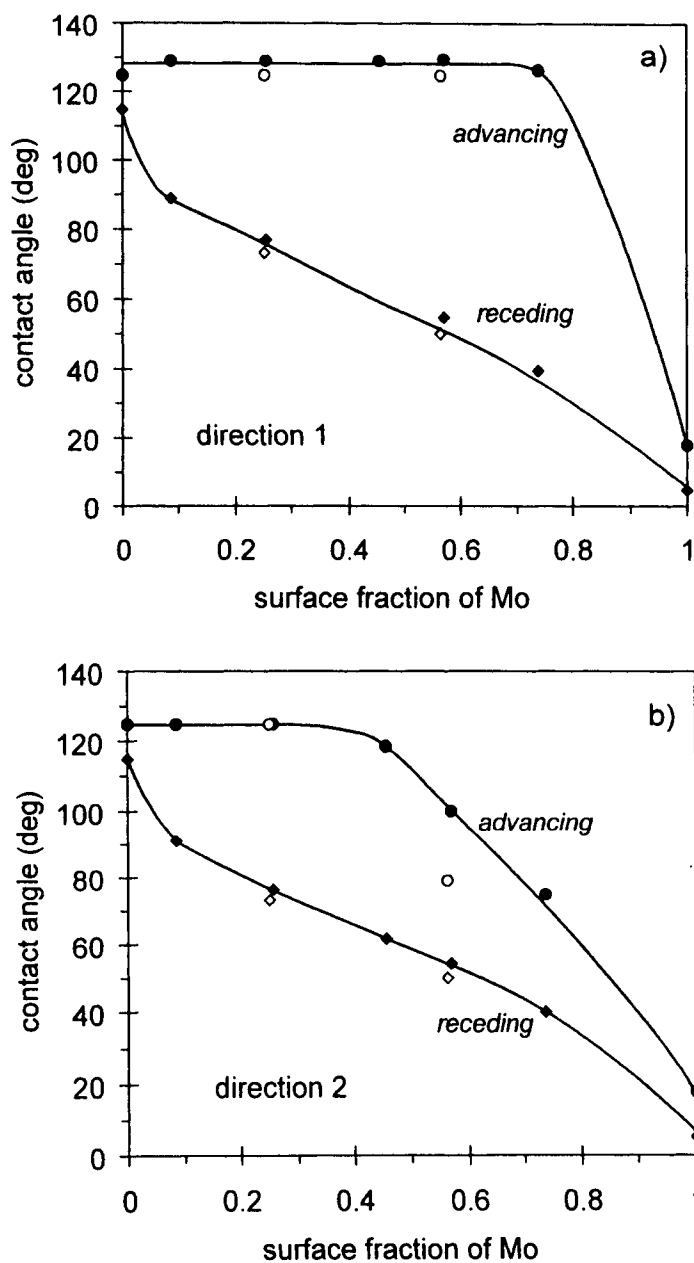 a)
140
120
100
80
60
40
20
0
contact angle (deg)
advancing
receding
direction 1
0 0.2 0.4 0.6 0.8 1
surface fraction of Mo
b)
140
120
100
80
60
40
20
0
contact angle (deg)
advancing
receding
direction 2
0 0.2 0.4 0.6 0.8
surface fraction of Mo